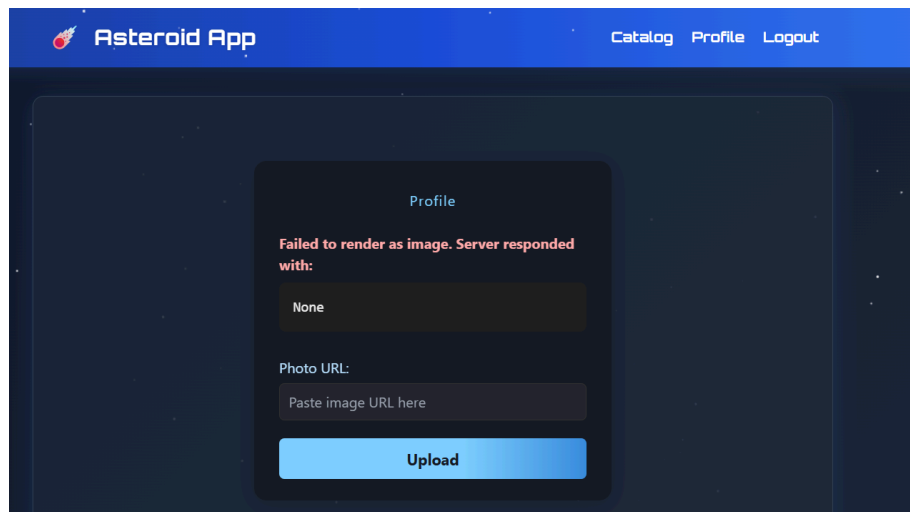 Asteroid App
Catalog Profile Logout
Profile
Failed to render as image. Server responded
with:
None
Photo URL:
Paste image URL here
Upload